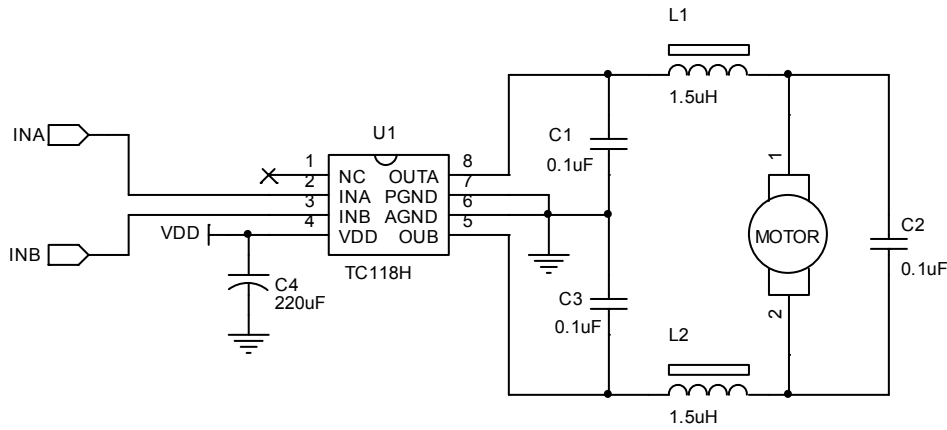 L1
1.5uH
INA
U1
C1
0.1uF
1
1
NC
OUTA
8
2
INA
PGND
7
3
INB
AGND
6
4
VDD
OUB
5
VDD
INB
TC118H
MOTOR
C2
0.1uF
C4
220uF
C3
0.1uF
2
L2
1.5uH